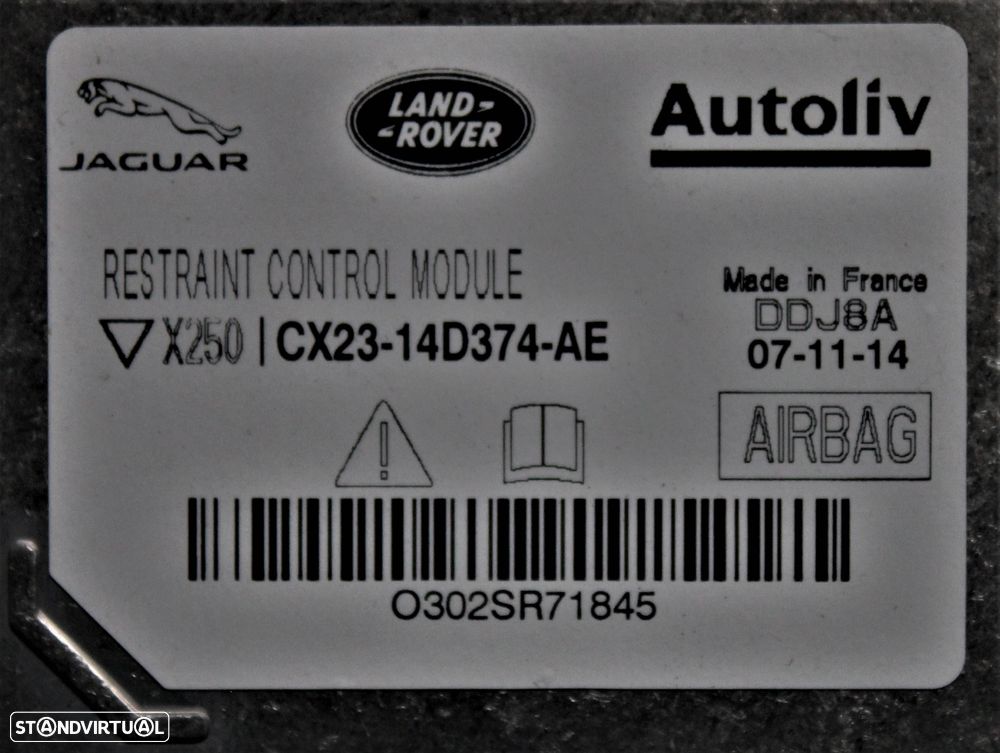 JAGUAR
LAND-
-ROVER
Autoliv
RESTRAINT CONTROL MODULE
X250 | CX23-14D374-AE
Made in France
DDJ8A
07-11-14
AIRBAG
O302SR71845
STANDVIRTUAL